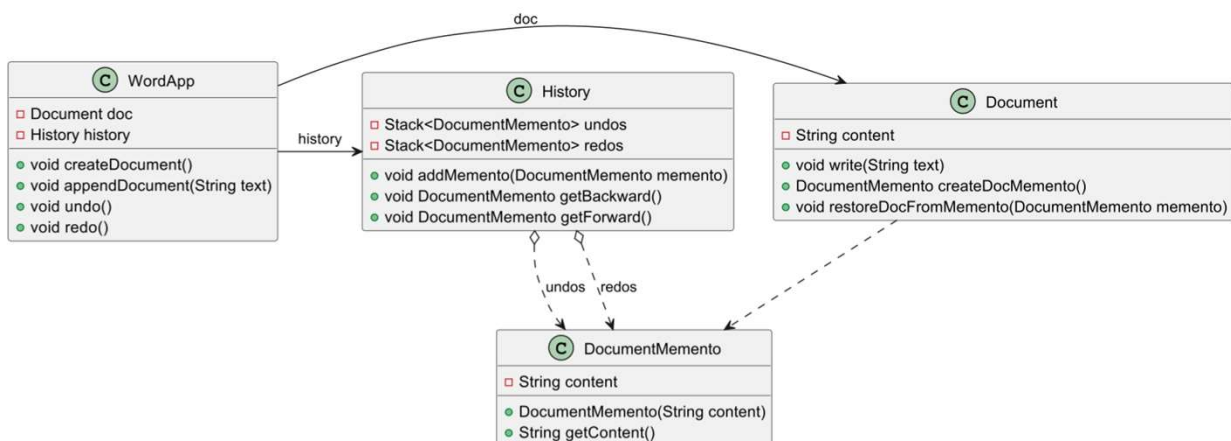 doc
C WordApp
Document doc
History history
void createDocument()
void appendDocument(String text)
void undo()
void redo()
history
C History
Stack<DocumentMemento> undos
Stack<DocumentMemento> redos
void addMemento(DocumentMemento memento)
void DocumentMemento getBackward()
void DocumentMemento getForward()
C Document
String content
void write(String text)
DocumentMemento createDocMemento()
void restoreDocFromMemento(DocumentMemento memento)
undos
redos
C DocumentMemento
String content
DocumentMemento(String content)
String getContent()